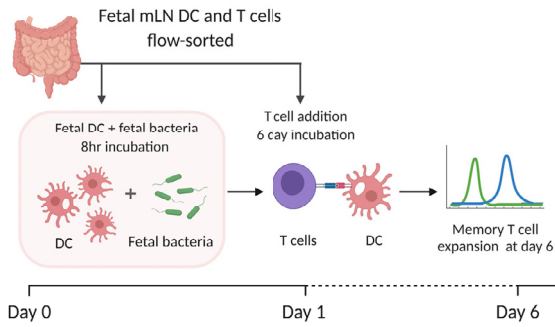 Fetal mLN DC and T cells
flow-sorted
Fetal DC + fetal bacteria
8hr incubation
T cell addition
6 cay incubation
+
DC
Fetal bacteria
T cells
DC
Memory T cell
expansion at day 6
Day 0
Day 1
Day 6